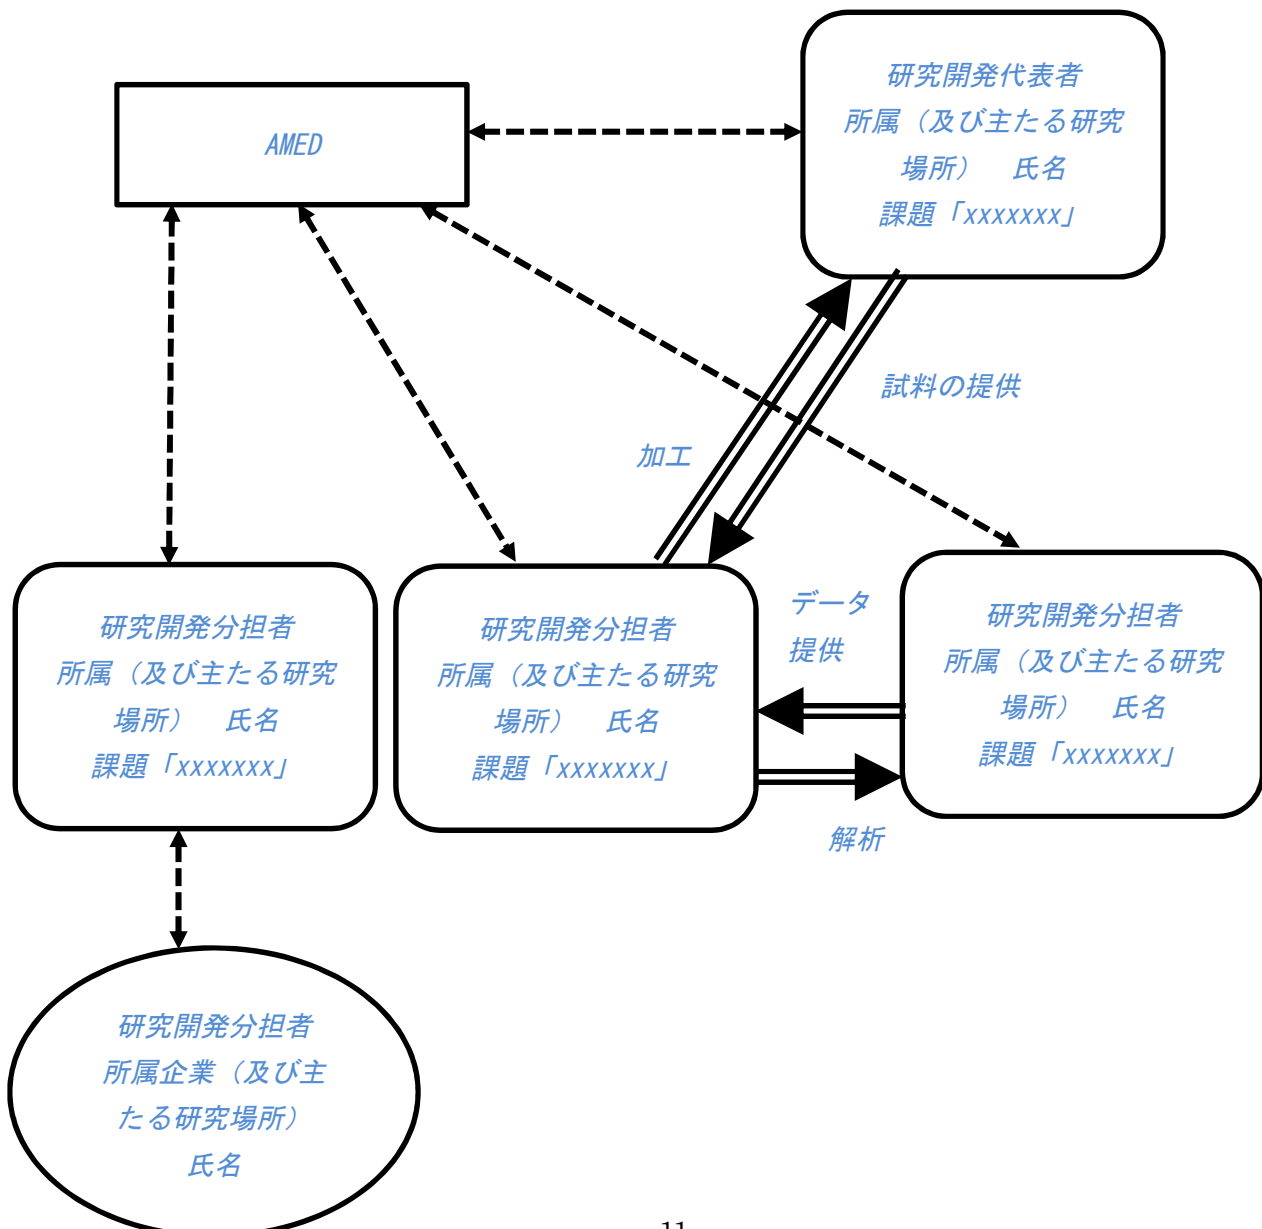 研究開発代表者
所属（及び主たる研究
場所）　氏名
課題「xxxxxxx」
AMED
試料の提供
加工
研究開発分担者
所属（及び主たる研究
場所）　氏名
課題「xxxxxxx」
研究開発分担者
所属（及び主たる研究
場所）　氏名
課題「xxxxxxx」
データ
提供
研究開発分担者
所属（及び主たる研究
場所）　氏名
課題「xxxxxxx」
解析
研究開発分担者
所属企業（及び主
たる研究場所）
氏名
11